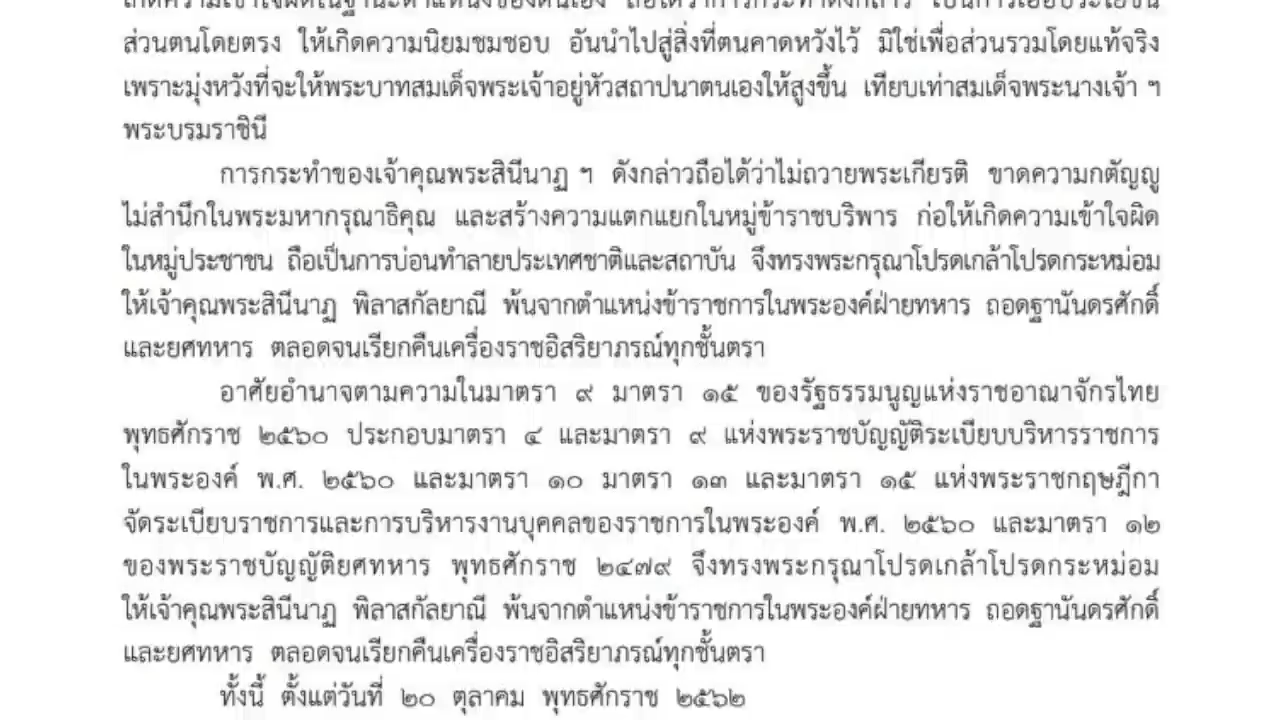 ส่วนตนโดยตรง ให้เกิดความนิยมชมชอบ อันนำไปสู่สิ่งที่ตนคาดหวังไว้ มิใช่เพื่อส่วนรวมโดยแท้จริง
เพราะมุ่งหวังที่จะให้พระบาทสมเด็จพระเจ้าอยู่หัวสถาปนาตนเองให้สูงขึ้น เทียบเท่าสมเด็จพระนางเจ้า ฯ
พระบรมราชินี
การกระทำของเจ้าคุณพระสินีนาฏ ฯ ดังกล่าวถือได้ว่าไม่ถวายพระเกียรติ ขาดความกตัญญู
ไม่สำนึกในพระมหากรุณาธิคุณ และสร้างความแตกแยกในหมู่ข้าราชบริพาร ก่อให้เกิดความเข้าใจผิด
ในหมู่ประชาชน ถือเป็นการบ่อนทำลายประเทศชาติและสถาบัน จึงทรงพระกรุณาโปรดเกล้าโปรดกระหม่อม
ให้เจ้าคุณพระสินีนาฏ พิลาสกัลยาณี พ้นจากตำแหน่งข้าราชการในพระองค์ฝ่ายทหาร ถอดฐานันดรศักดิ์
และยศทหาร ตลอดจนเรียกคืนเครื่องราชอิสริยาภรณ์ทุกชั้นตรา
อาศัยอำนาจตามความในมาตรา ๙ มาตรา ๑๕ ของรัฐธรรมนูญแห่งราชอาณาจักรไทย
พุทธศักราช ๒๕๖๐ ประกอบมาตรา ๔ และมาตรา ๙ แห่งพระราชบัญญัติระเบียบบริหารราชการ
ในพระองค์ พ.ศ. ๒๕๖๐ และมาตรา ๑๐ มาตรา ๑๓ และมาตรา ๑๕ แห่งพระราชกฤษฎีกา
จัดระเบียบราชการและการบริหารงานบุคคลของราชการในพระองค์ พ.ศ. ๒๕๖๐ และมาตรา ๑๒
ของพระราชบัญญัติยศทหาร พุทธศักราช ๒๔๗๙ จึงทรงพระกรุณาโปรดเกล้าโปรดกระหม่อม
ให้เจ้าคุณพระสินีนาฏ พิลาสกัลยาณี พ้นจากตำแหน่งข้าราชการในพระองค์ฝ่ายทหาร ถอดฐานันดรศักดิ์
และยศทหาร ตลอดจนเรียกคืนเครื่องราชอิสริยาภรณ์ทุกชั้นตรา
ทั้งนี้ ตั้งแต่วันที่ ๒๐ ตุลาคม พุทธศักราช ๒๕๖๒